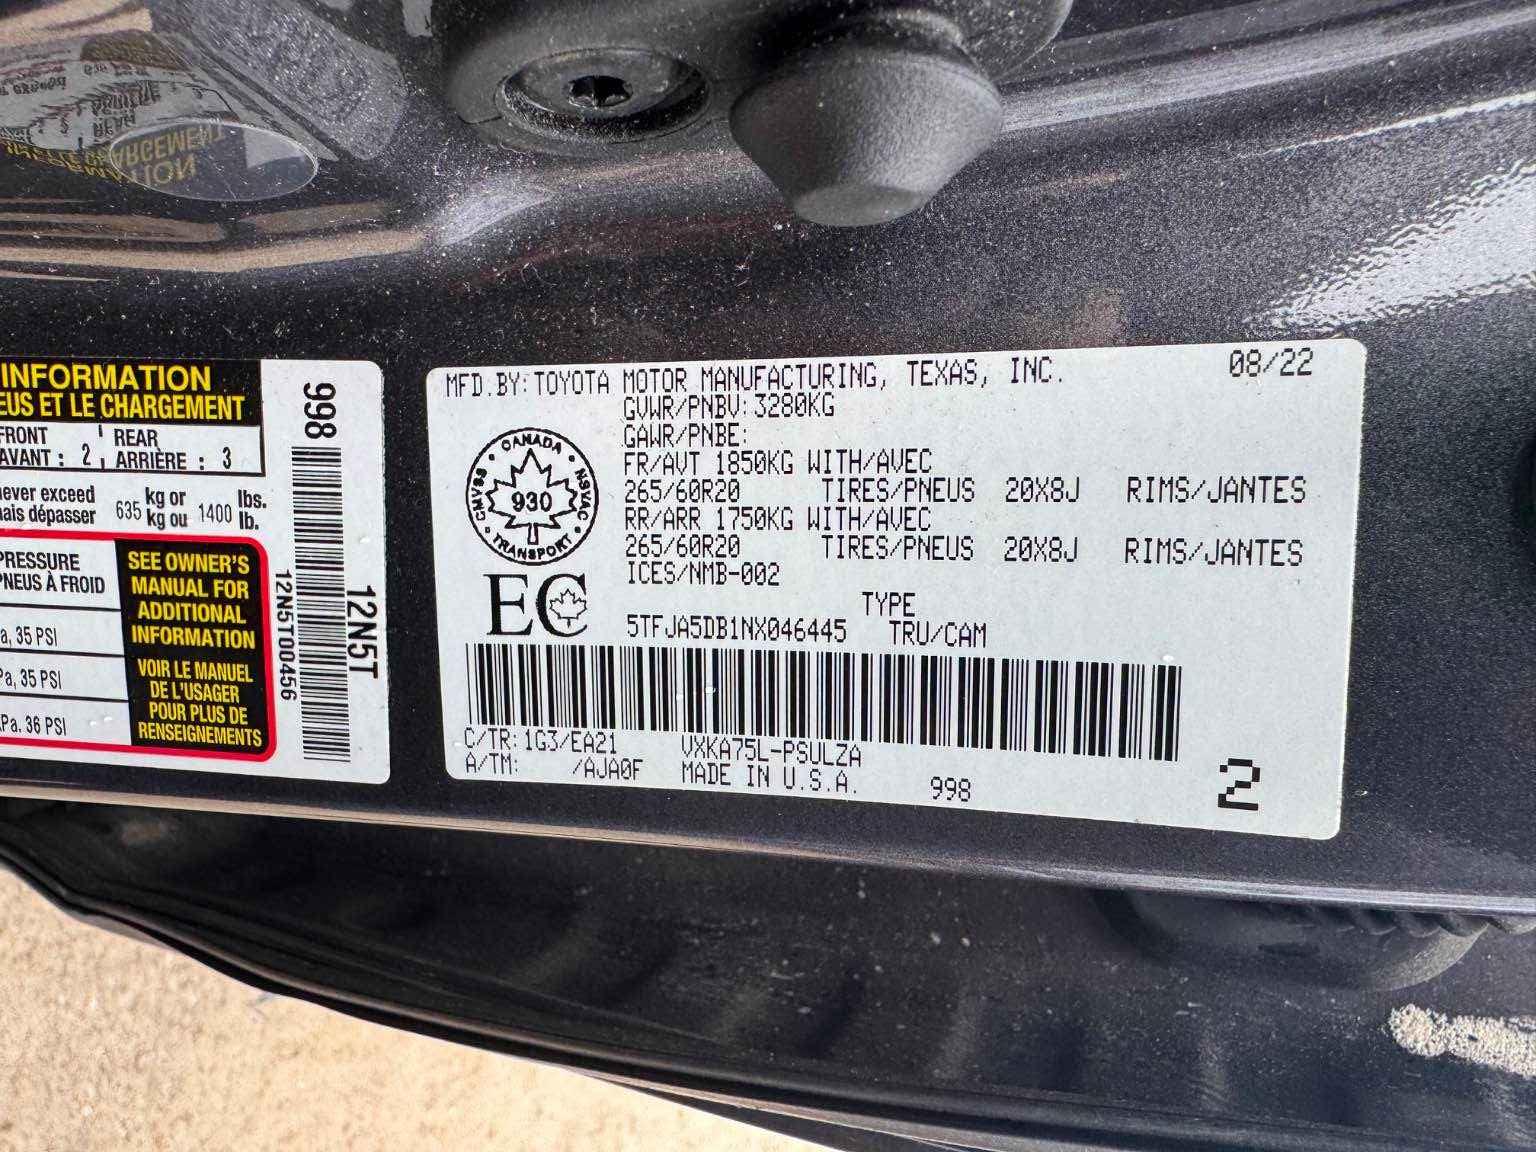 INFORMATION
EUS ET LE CHARGEMENT
FRONT REAR
AVANT : 2 ARRIÈRE : 3
never exceed kg or lbs.
mais dépasser 635 kg ou 1400 lb.
PRESSURE
PNEUS À FROID
a, 35 PSI
Pa, 35 PSI
kPa. 36 PSI
SEE OWNER'S
MANUAL FOR
ADDITIONAL
INFORMATION
VOIR LE MANUEL
DE L'USAGER
POUR PLUS DE
RENSEIGNEMENTS
998
12N5T00456
12N5T
MFD.BY:TOYOTA MOTOR MANUFACTURING, TEXAS, INC. 08/22
GVWR/PNBV:3280KG
GAWR/PNBE:
FR/AVT 1850KG WITH/AVEC
265/60R20 TIRES/PNEUS 20X8J RIMS/JANTES
RR/ARR 1750KG WITH/AVEC
265/60R20 TIRES/PNEUS 20X8J RIMS/JANTES
ICES/NMB-002
CANADA
CMVSS NSVAC
930
TRANSPORT
EC
TYPE
5TFJA5DB1NX046445 TRU/CAM
C/TR:1G3/EA21 VXKA75L-PSULZA
A/TM: /AJA0F MADE IN U.S.A. 998
2